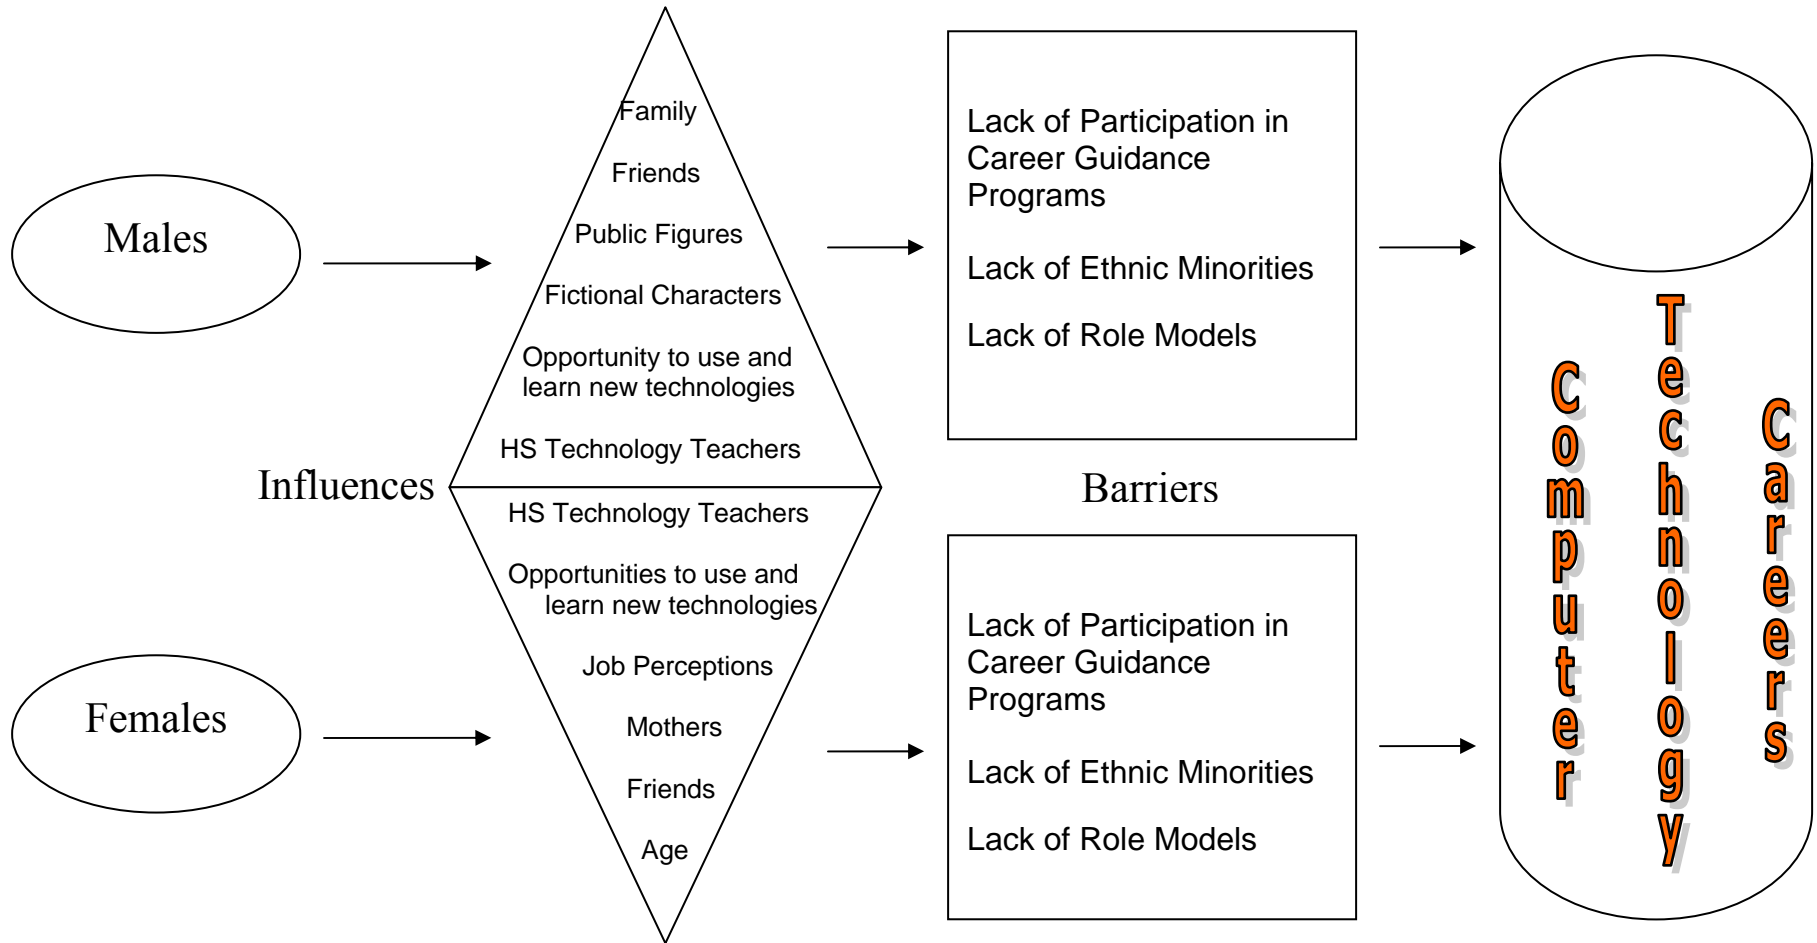 Males
Females
Influences
Family
Friends
Public Figures
Fictional Characters
Opportunity to use and
learn new technologies
HS Technology Teachers
HS Technology Teachers
Opportunities to use and
learn new technologies
Job Perceptions
Mothers
Friends
Age
Lack of Participation in
Career Guidance
Programs
Lack of Ethnic Minorities
Lack of Role Models
Barriers
Lack of Participation in
Career Guidance
Programs
Lack of Ethnic Minorities
Lack of Role Models
Computer
Technology
Careers